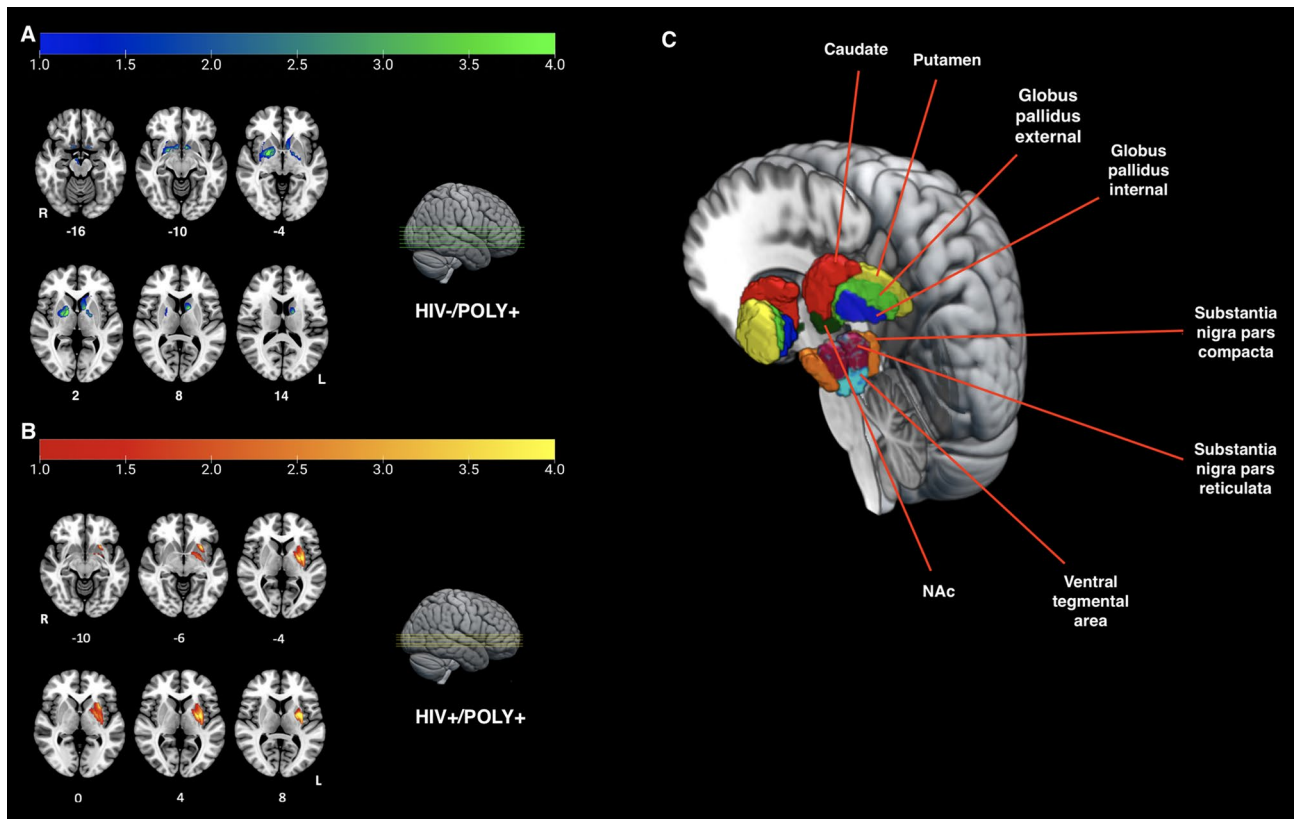 A
1.0 1.5 2.0 2.5 3.0 3.5 4.0
R
-16 -10 -4
HIV-/POLY+
2 8 14
L
B
1.0 1.5 2.0 2.5 3.0 3.5 4.0
R
-10 -6 -4
HIV+/POLY+
0 4 8
L
C
Caudate
Putamen
Globus
pallidus
external
Globus
pallidus
internal
Substantia
nigra pars
compacta
Substantia
nigra pars
reticulata
NAc
Ventral
tegmental
area